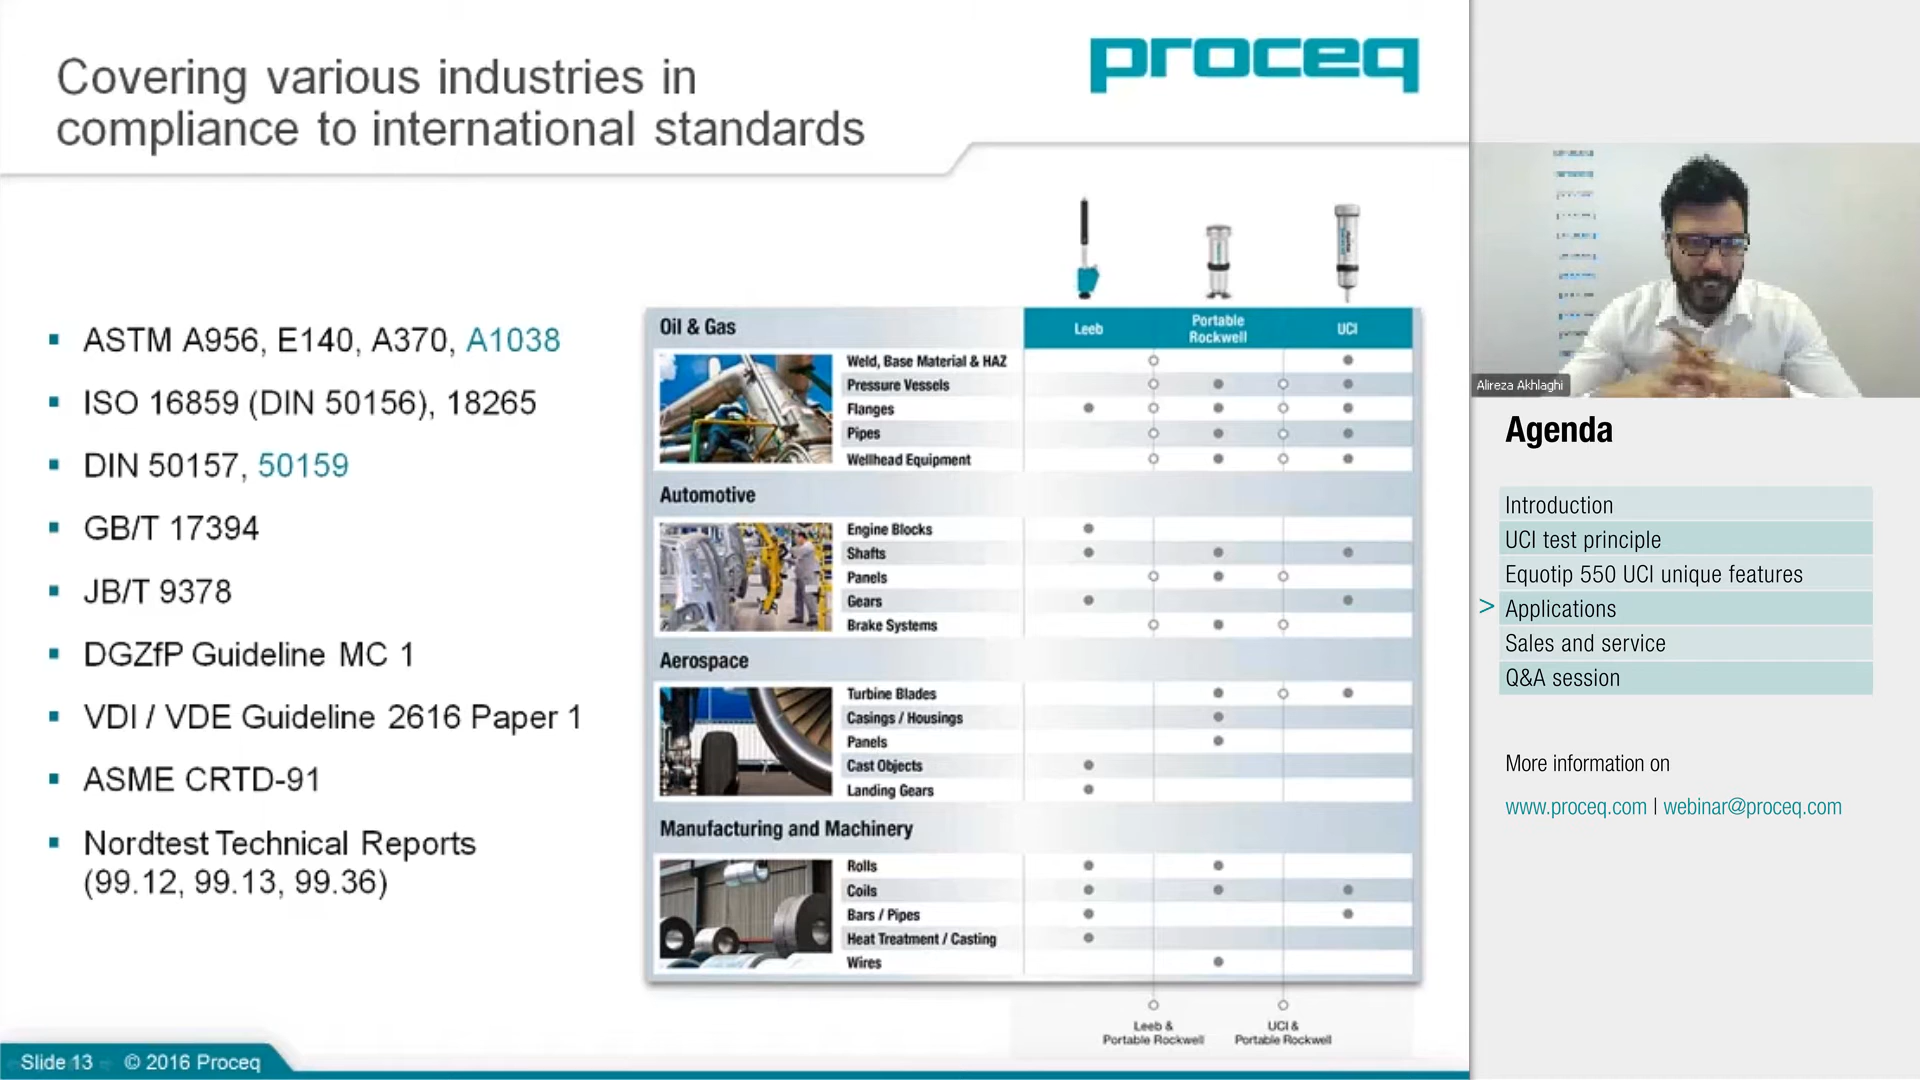 Covering various industries in
compliance to international standards
proceq
ASTM A956, E140, A370, A1038
ISO 16859 (DIN 50156), 18265
DIN 50157, 50159
GB/T 17394
JB/T 9378
DGZfP Guideline MC 1
VDI / VDE Guideline 2616 Paper 1
ASME CRTD-91
Nordtest Technical Reports
(99.12, 99.13, 99.36)
Oil & Gas
Leeb
Portable
Rockwell
UCI
Weld, Base Material & HAZ
Pressure Vessels
Flanges
Pipes
Wellhead Equipment
Automotive
Engine Blocks
Shafts
Panels
Gears
Brake Systems
Aerospace
Turbine Blades
Casings / Housings
Panels
Cast Objects
Landing Gears
Manufacturing and Machinery
Rolls
Coils
Bars / Pipes
Heat Treatment / Casting
Wires
Leeb &
Portable Rockwell
UCI &
Portable Rockwell
Slide 13 © 2016 Proceq
Alireza Akhlaghi
Agenda
Introduction
UCI test principle
Equotip 550 UCI unique features
> Applications
Sales and service
Q&A session
More information on
www.proceq.com | webinar@proceq.com